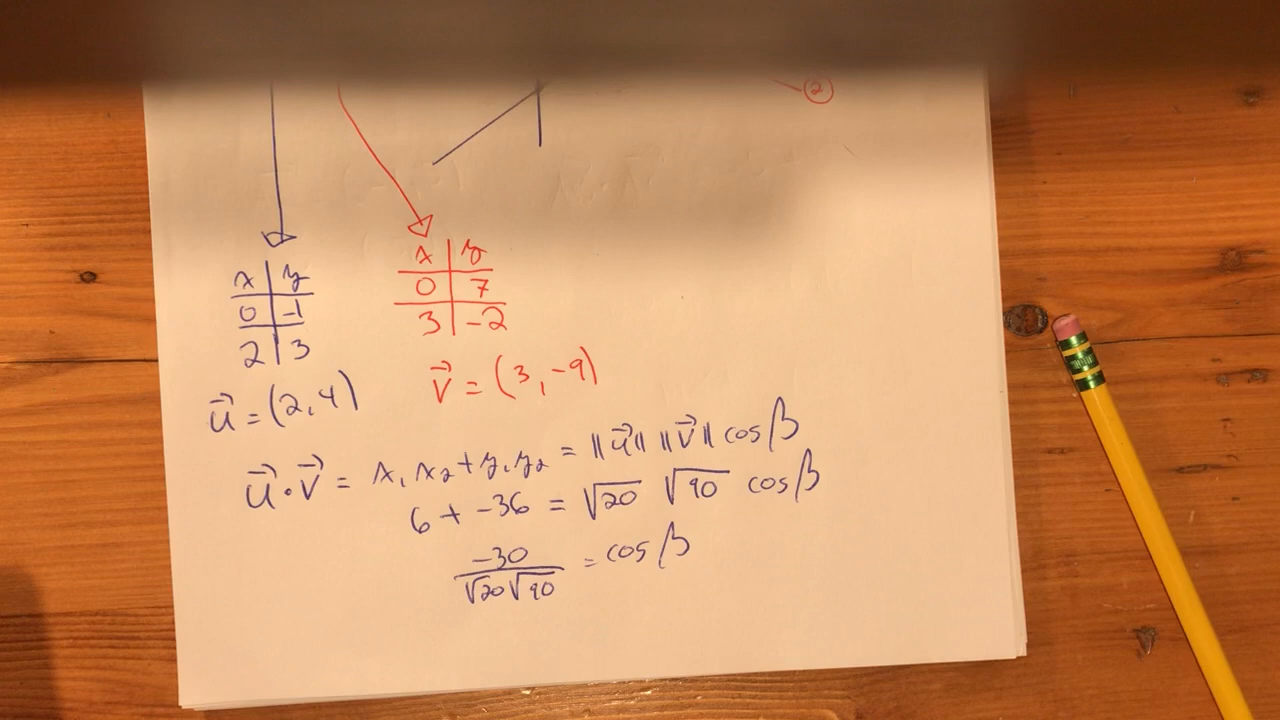 ②
x | y
0 | -1
2 | 3
x | y
0 | 7
3 | -2
u⃗ = (2,4)
v⃗ = (3,-9)
u⃗ · v⃗ = x₁x₂ + y₁y₂ = ||u⃗|| ||v⃗|| cos β
6 + -36 = √20 √90 cos β
-30 / √20√90 = cos β